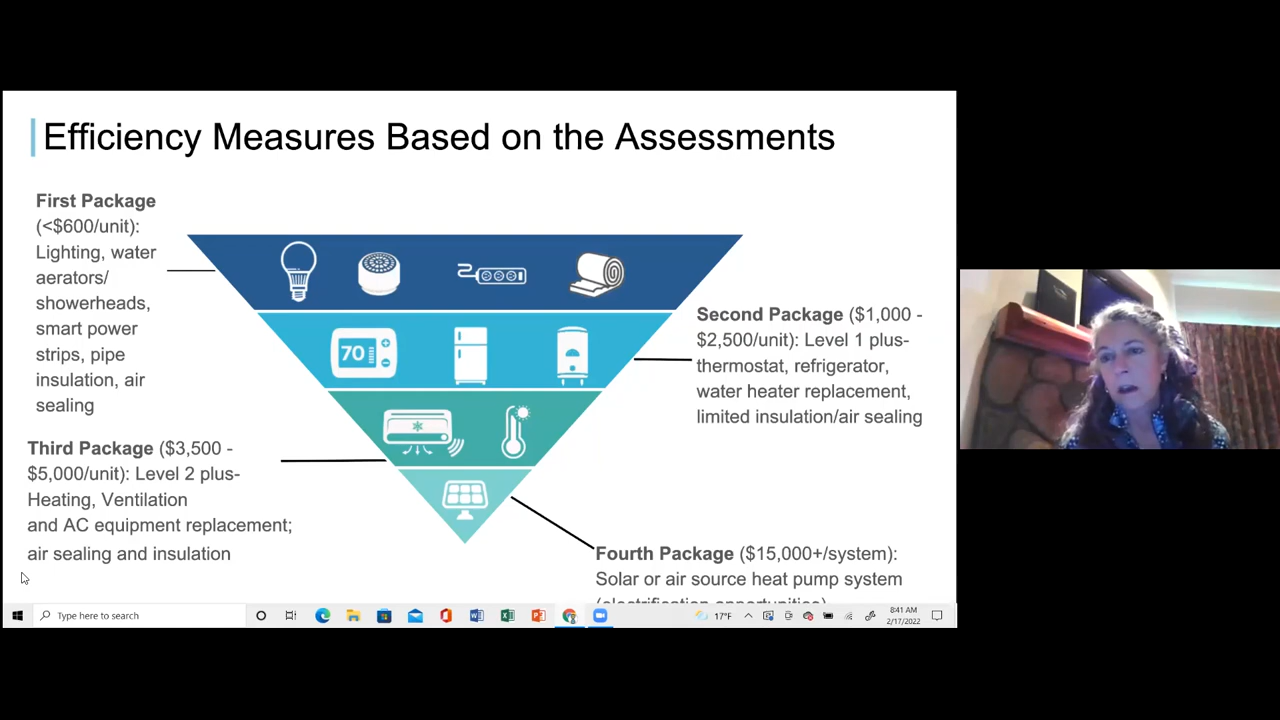 Efficiency Measures Based on the Assessments
First Package
(<$600/unit):
Lighting, water
aerators/
showerheads,
smart power
strips, pipe
insulation, air
sealing
70
Second Package ($1,000 -
$2,500/unit): Level 1 plus-
thermostat, refrigerator,
water heater replacement,
limited insulation/air sealing
Third Package ($3,500 -
$5,000/unit): Level 2 plus-
Heating, Ventilation
and AC equipment replacement;
air sealing and insulation
Fourth Package ($15,000+/system):
Solar or air source heat pump system
(electrification opportunities)
Type here to search
17°F
8:41 AM
2/17/2022